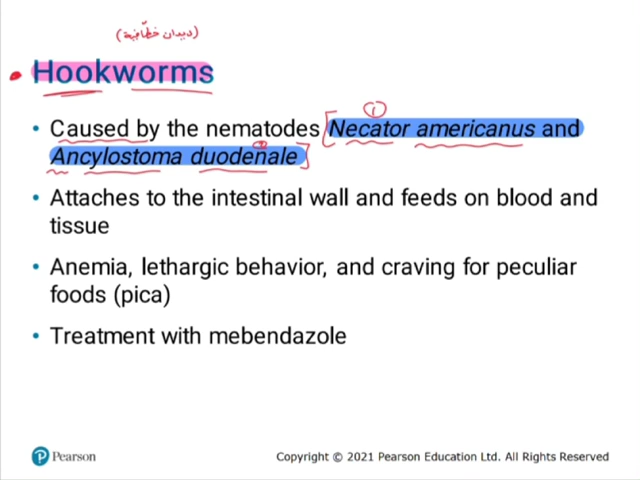 (ديدان خطّافية)
Hookworms
• Caused by the nematodes Necator americanus and
Ancylostoma duodenale
• Attaches to the intestinal wall and feeds on blood and
tissue
• Anemia, lethargic behavior, and craving for peculiar
foods (pica)
• Treatment with mebendazole
Pearson
Copyright © 2021 Pearson Education Ltd. All Rights Reserved